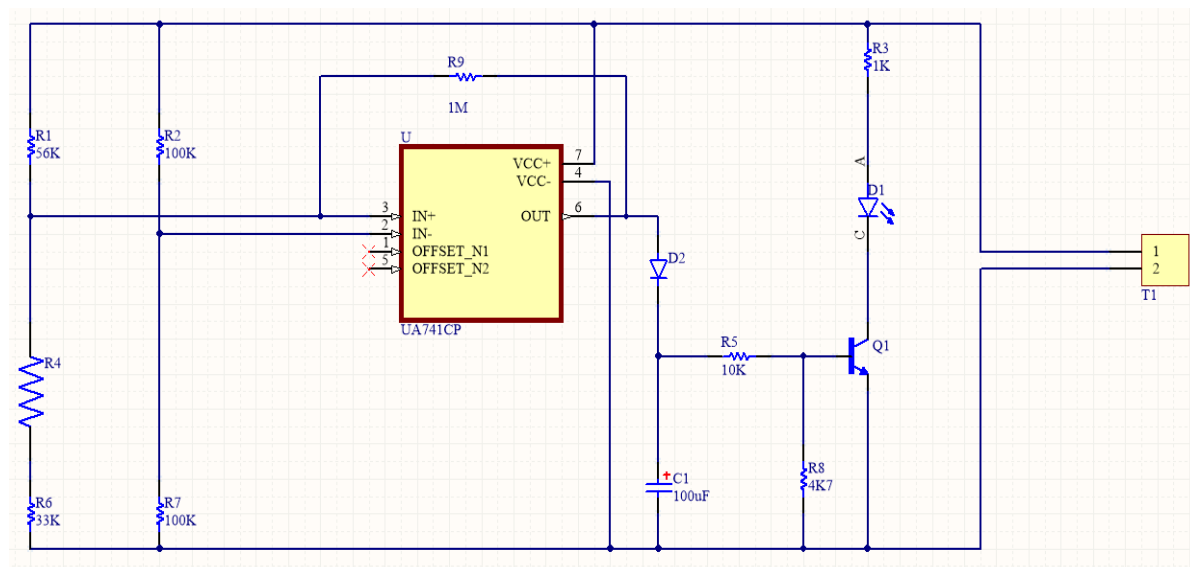 R3
1K
R9
1M
R1
56K
R2
100K
U
VCC+
7
VCC-
4
A
D1
3
IN+
OUT
6
2
IN-
1
OFFSET_N1
5
OFFSET_N2
C
D2
1
2
T1
UA741CP
R5
10K
Q1
R4
R8
4K7
+
C1
100uF
R6
33K
R7
100K